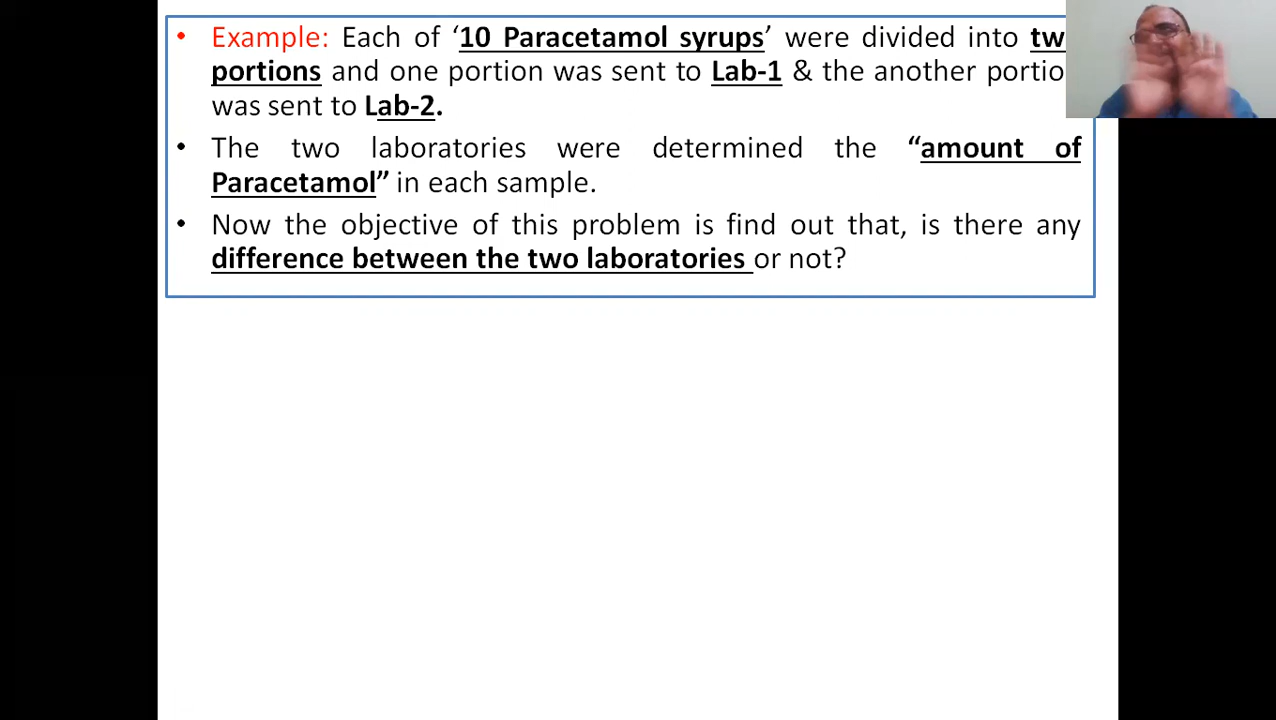 • Example: Each of ‘10 Paracetamol syrups’ were divided into tw
portions and one portion was sent to Lab-1 & the another portio
was sent to Lab-2.
• The two laboratories were determined the “amount of
Paracetamol” in each sample.
• Now the objective of this problem is find out that, is there any
difference between the two laboratories or not?